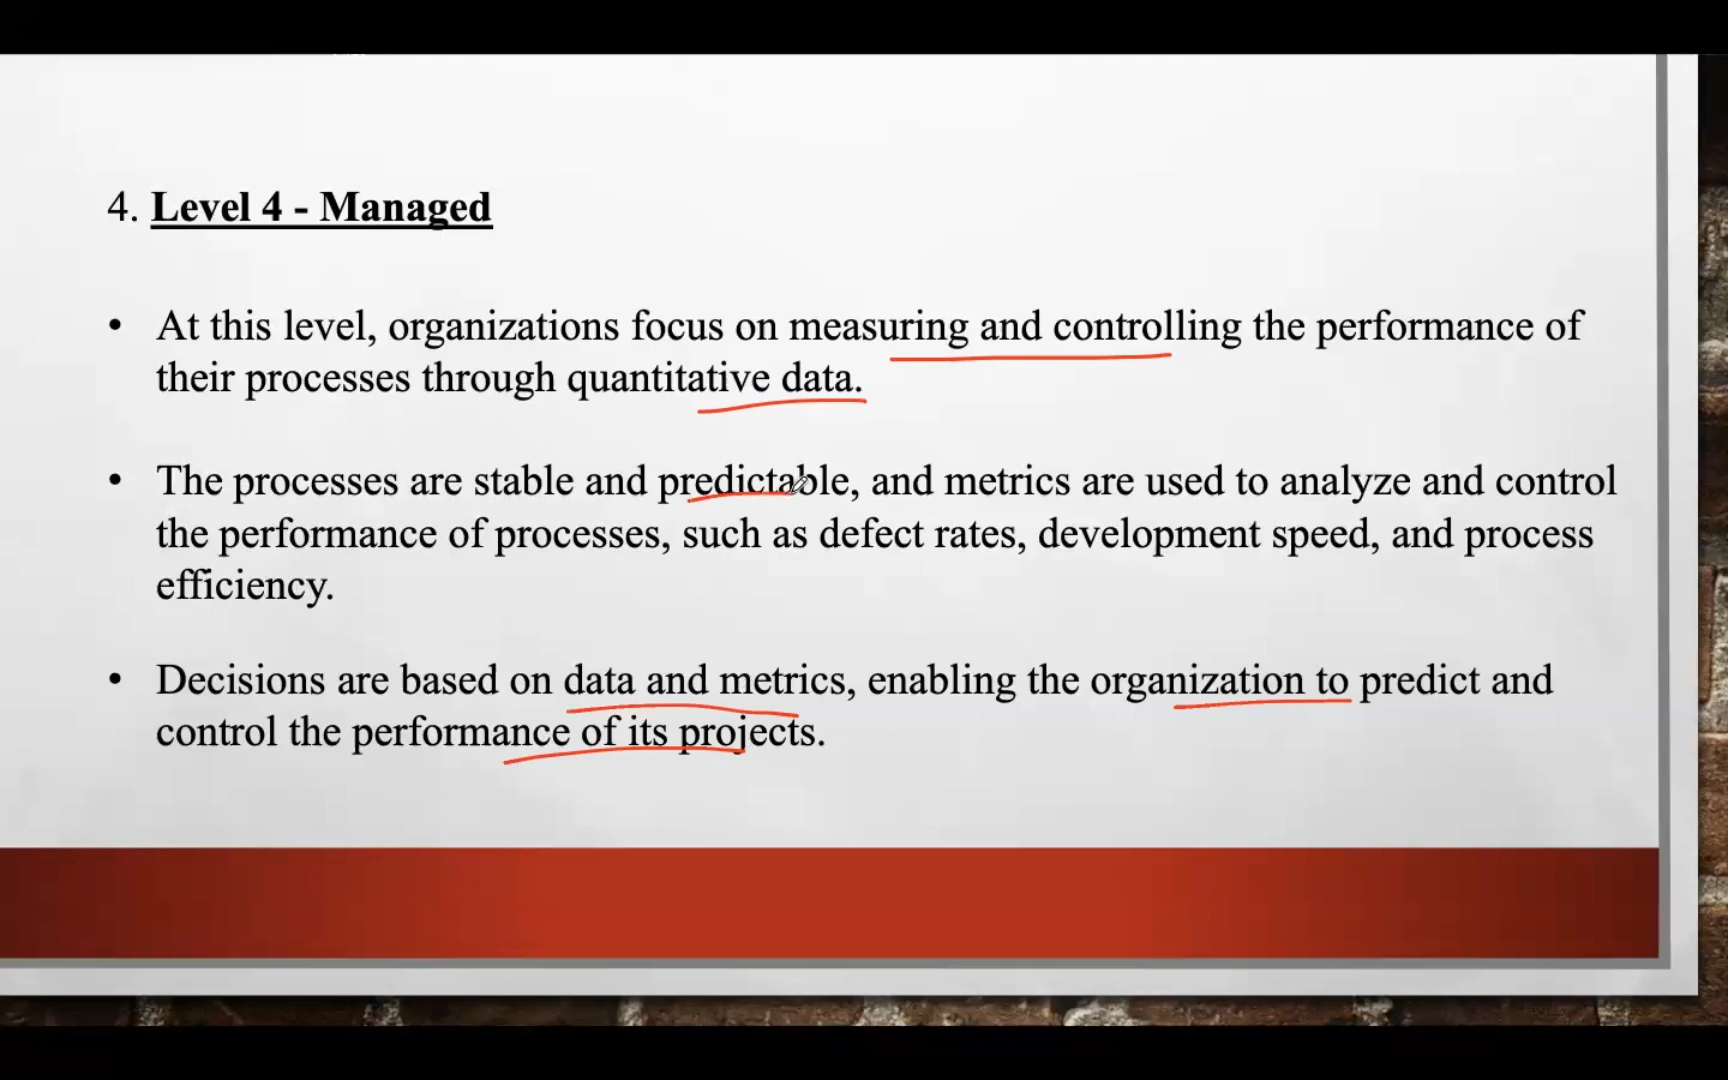 4. Level 4 - Managed
• At this level, organizations focus on measuring and controlling the performance of
their processes through quantitative data.
• The processes are stable and predictable, and metrics are used to analyze and control
the performance of processes, such as defect rates, development speed, and process
efficiency.
• Decisions are based on data and metrics, enabling the organization to predict and
control the performance of its projects.